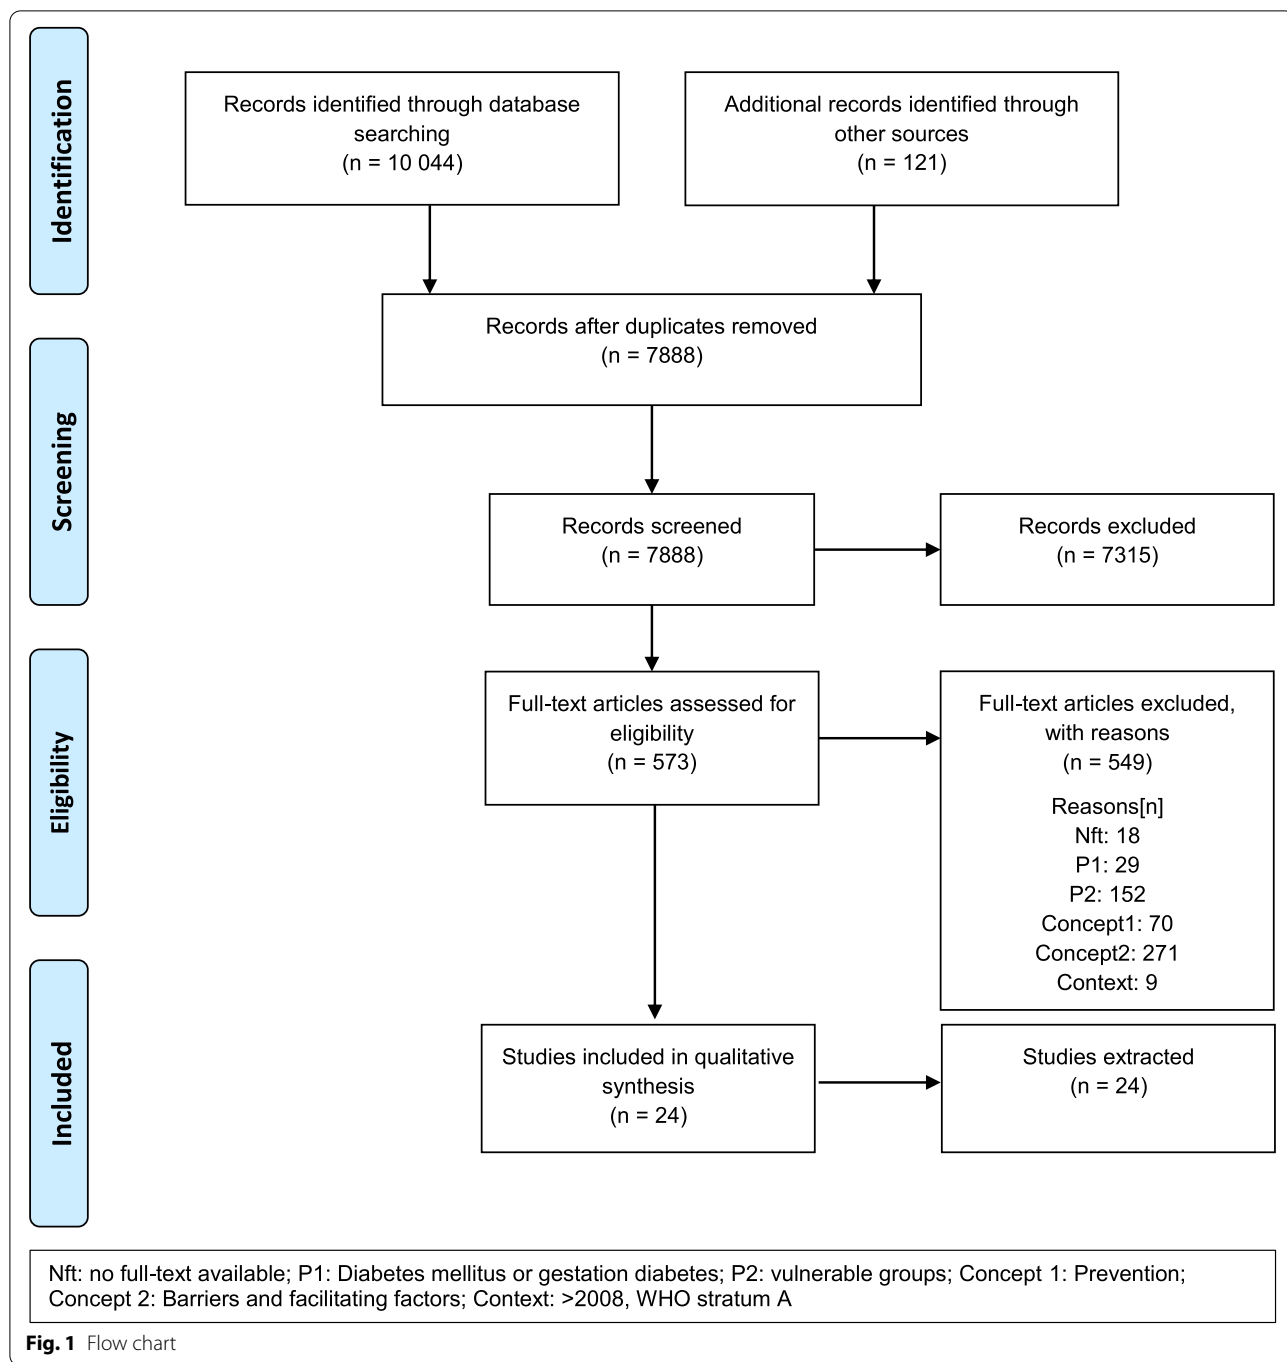 Identification
Records identified through database
searching
(n = 10 044)
Additional records identified through
other sources
(n = 121)
Records after duplicates removed
(n = 7888)
Screening
Records screened
(n = 7888)
Records excluded
(n = 7315)
Eligibility
Full-text articles assessed for
eligibility
(n = 573)
Full-text articles excluded,
with reasons
(n = 549)
Reasons[n]
Nft: 18
P1: 29
P2: 152
Concept1: 70
Concept2: 271
Context: 9
Included
Studies included in qualitative
synthesis
(n = 24)
Studies extracted
(n = 24)
Nft: no full-text available; P1: Diabetes mellitus or gestation diabetes; P2: vulnerable groups; Concept 1: Prevention;
Concept 2: Barriers and facilitating factors; Context: >2008, WHO stratum A
Fig. 1 Flow chart